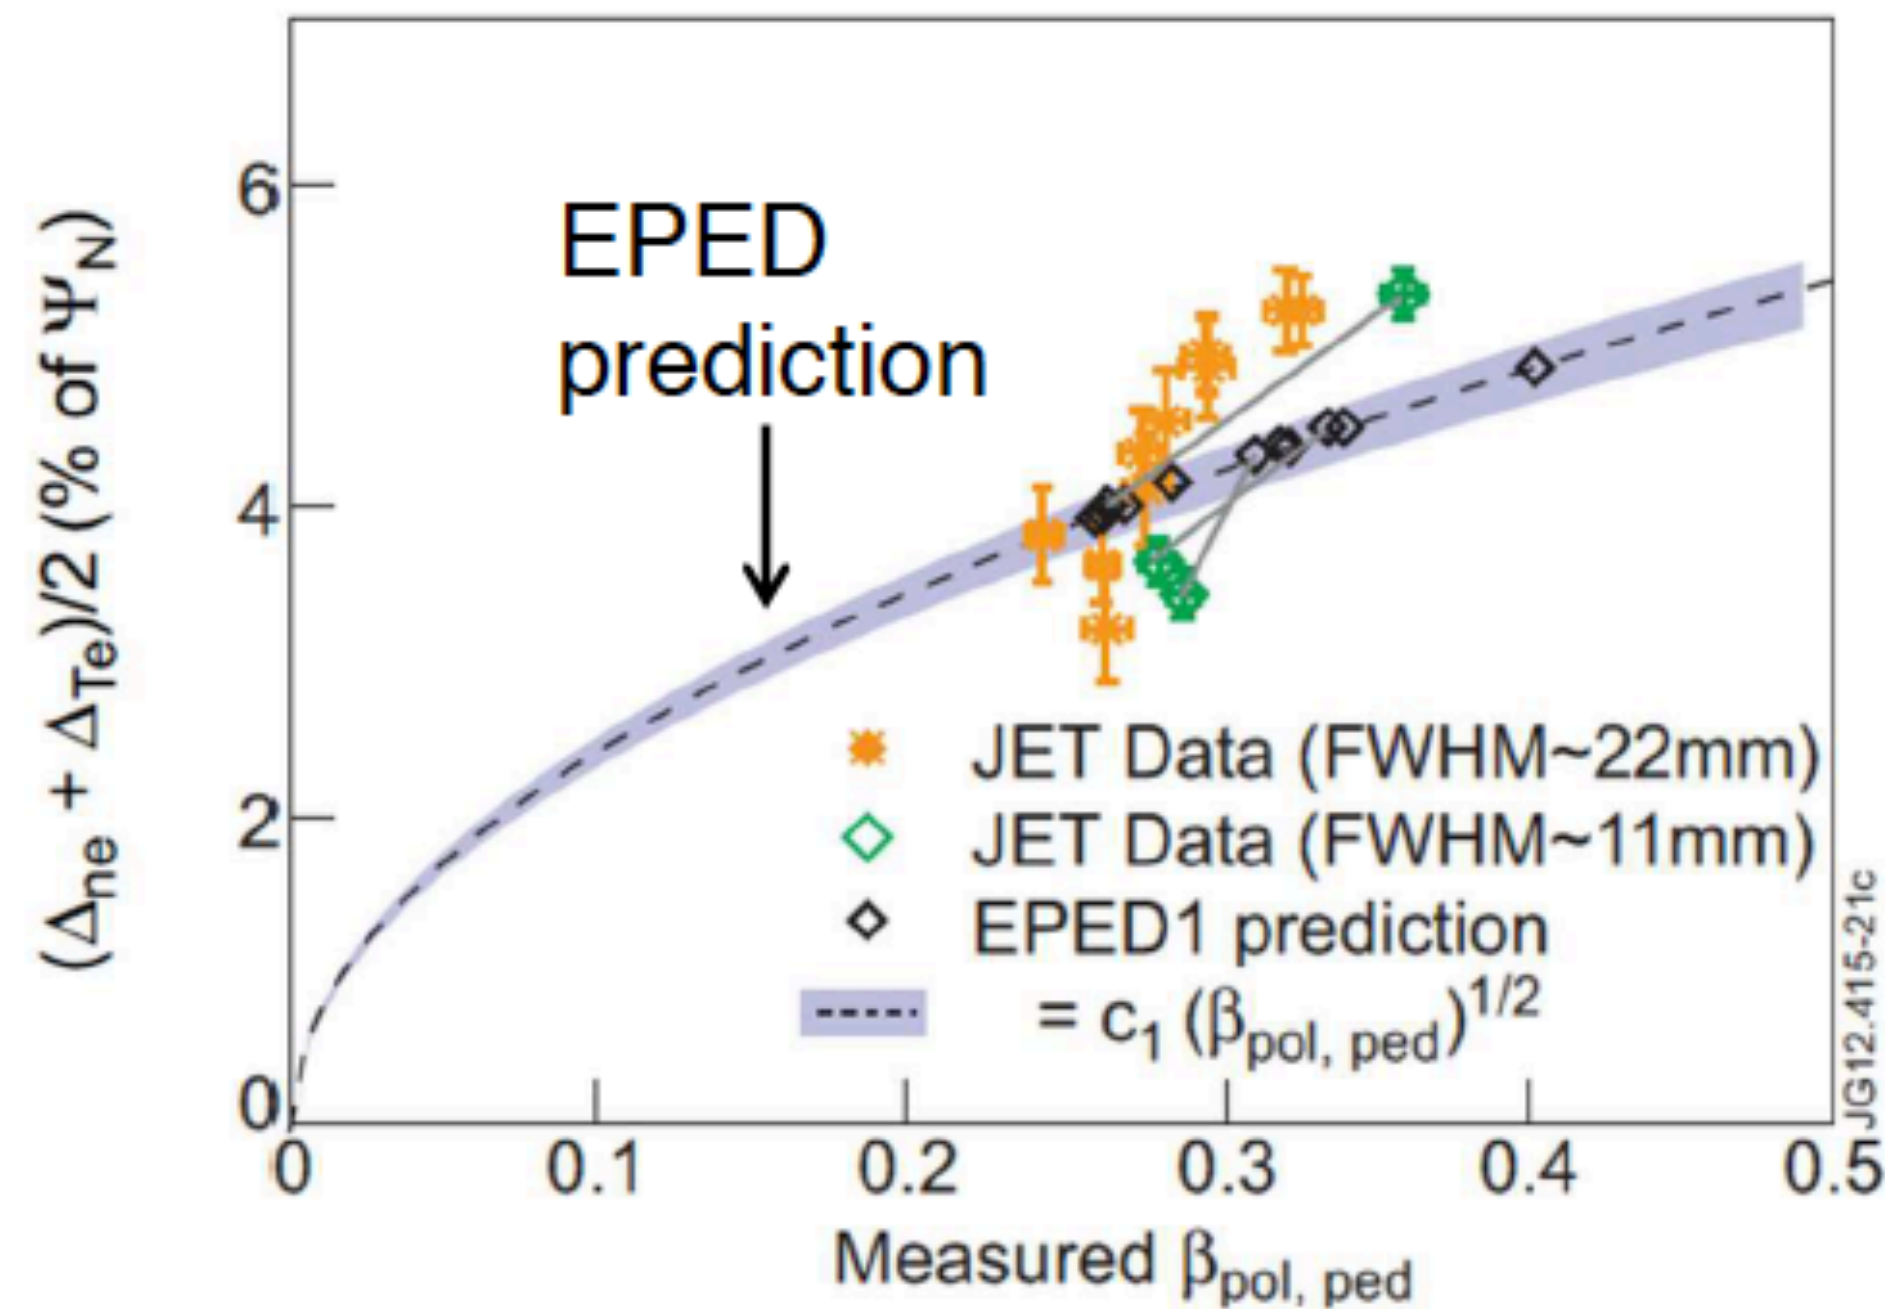 (Δne + ΔTe)/2 (% of ΨN)
6
4
2
0
EPED
prediction
JET Data (FWHM~22mm)
JET Data (FWHM~11mm)
EPED1 prediction
= c1 (βpol, ped)1/2
JG12.415-21c
0 0.1 0.2 0.3 0.4 0.5
Measured βpol, ped